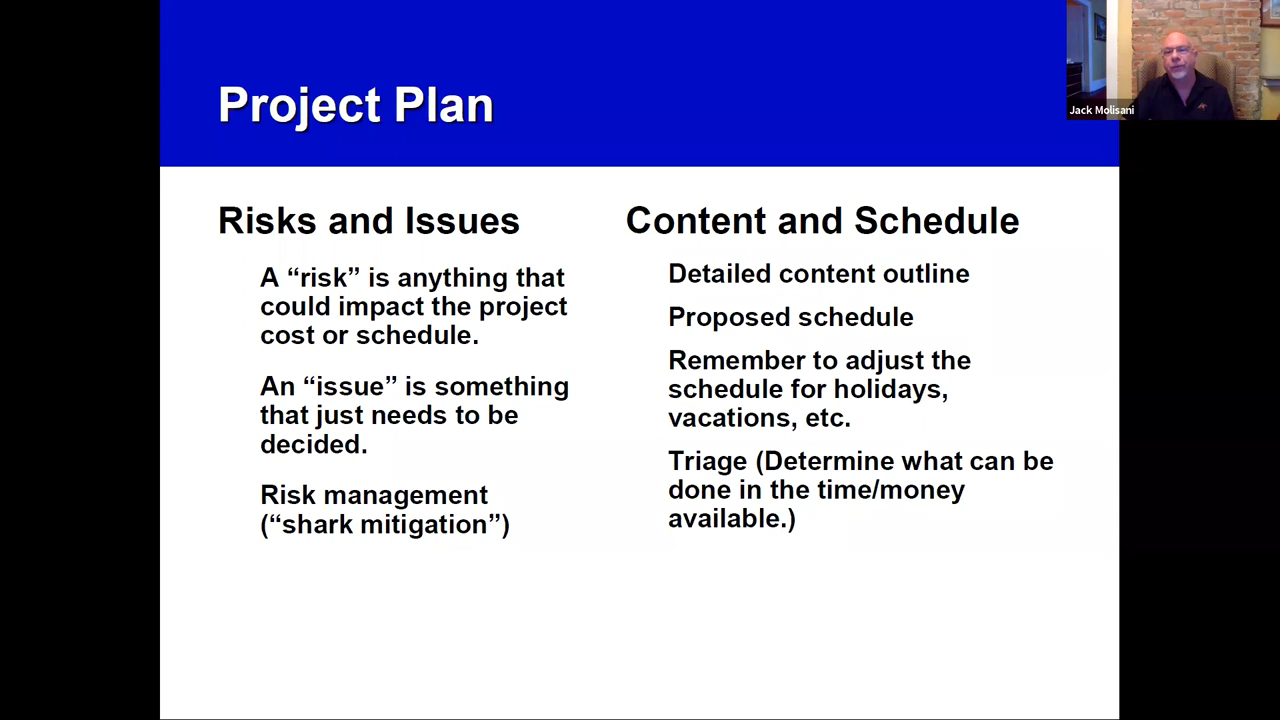 Project Plan
Jack Molisani
Risks and Issues
A “risk” is anything that
could impact the project
cost or schedule.
An “issue” is something
that just needs to be
decided.
Risk management
(“shark mitigation”)
Content and Schedule
Detailed content outline
Proposed schedule
Remember to adjust the
schedule for holidays,
vacations, etc.
Triage (Determine what can be
done in the time/money
available.)